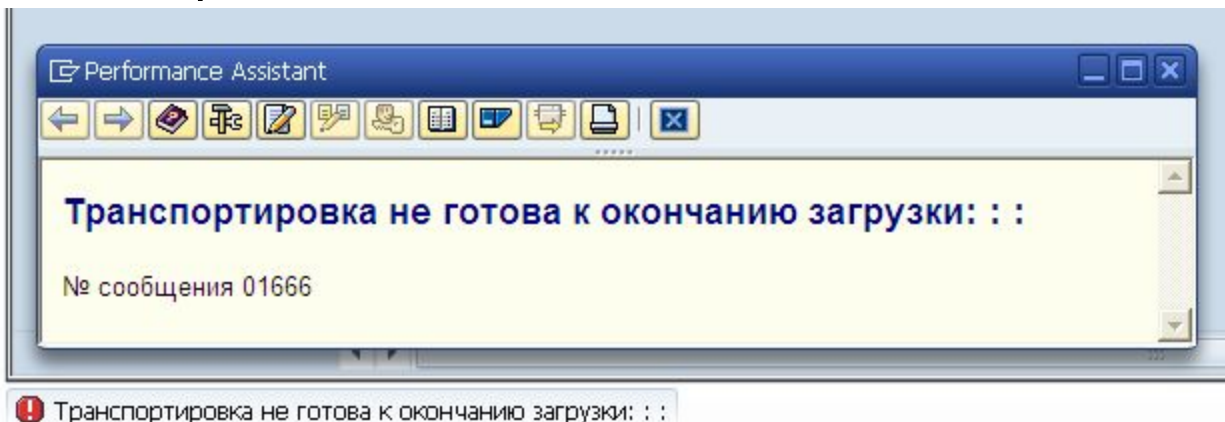 Performance Assistant
Транспортировка не готова к окончанию загрузки: : :
№ сообщения 01666
Транспортировка не готова к окончанию загрузки: : :